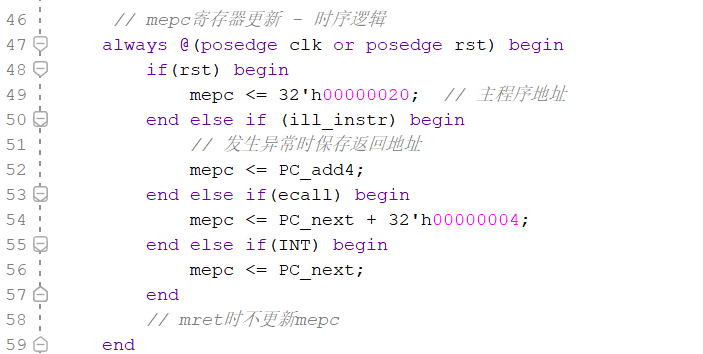 46 // mepc寄存器更新 - 时序逻辑
47 always @(posedge clk or posedge rst) begin
48 if(rst) begin
49 mepc <= 32'h00000020; // 主程序地址
50 end else if (ill_instr) begin
51 // 发生异常时保存返回地址
52 mepc <= PC_add4;
53 end else if(ecall) begin
54 mepc <= PC_next + 32'h00000004;
55 end else if(INT) begin
56 mepc <= PC_next;
57 end
58 // mret时不更新mepc
59 end